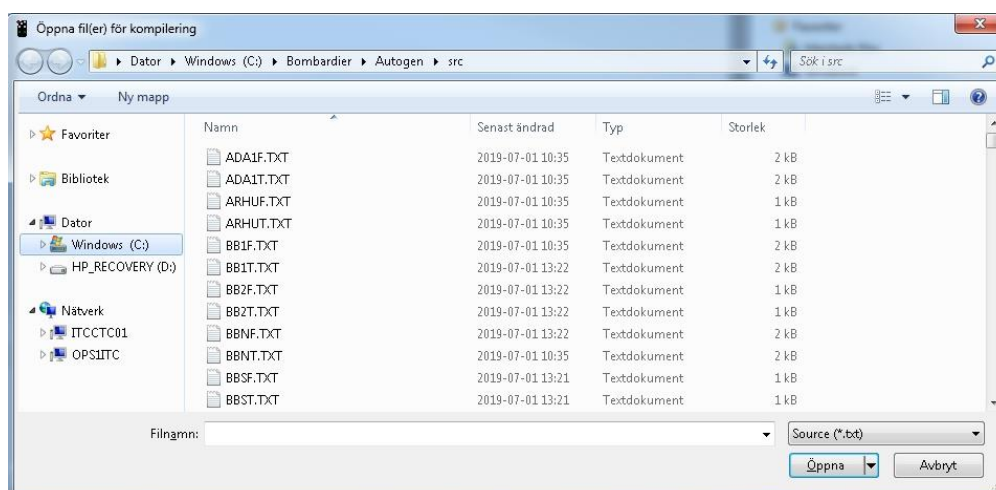 Öppna fil(er) för kompilering
Dator Windows (C:) Bombardier Autogen src Sök i src
Ordna Ny mapp
Namn Senast ändrad Typ Storlek
Favoriter
Bibliotek
Dator
Windows (C:)
HP_RECOVERY (D:)
Nätverk
ITCCTC01
OPS1ITC
ADA1F.TXT 2019-07-01 10:35 Textdokument 2 kB
ADA1T.TXT 2019-07-01 10:35 Textdokument 2 kB
ARHUF.TXT 2019-07-01 10:35 Textdokument 1 kB
ARHUT.TXT 2019-07-01 10:35 Textdokument 1 kB
BB1F.TXT 2019-07-01 10:35 Textdokument 2 kB
BB1T.TXT 2019-07-01 13:22 Textdokument 2 kB
BB2F.TXT 2019-07-01 13:22 Textdokument 1 kB
BB2T.TXT 2019-07-01 13:22 Textdokument 1 kB
BBNF.TXT 2019-07-01 13:22 Textdokument 2 kB
BBNT.TXT 2019-07-01 10:35 Textdokument 2 kB
BBSF.TXT 2019-07-01 13:21 Textdokument 1 kB
BBST.TXT 2019-07-01 13:21 Textdokument 1 kB
Filnamn: Source (*.txt)
Öppna Avbryt